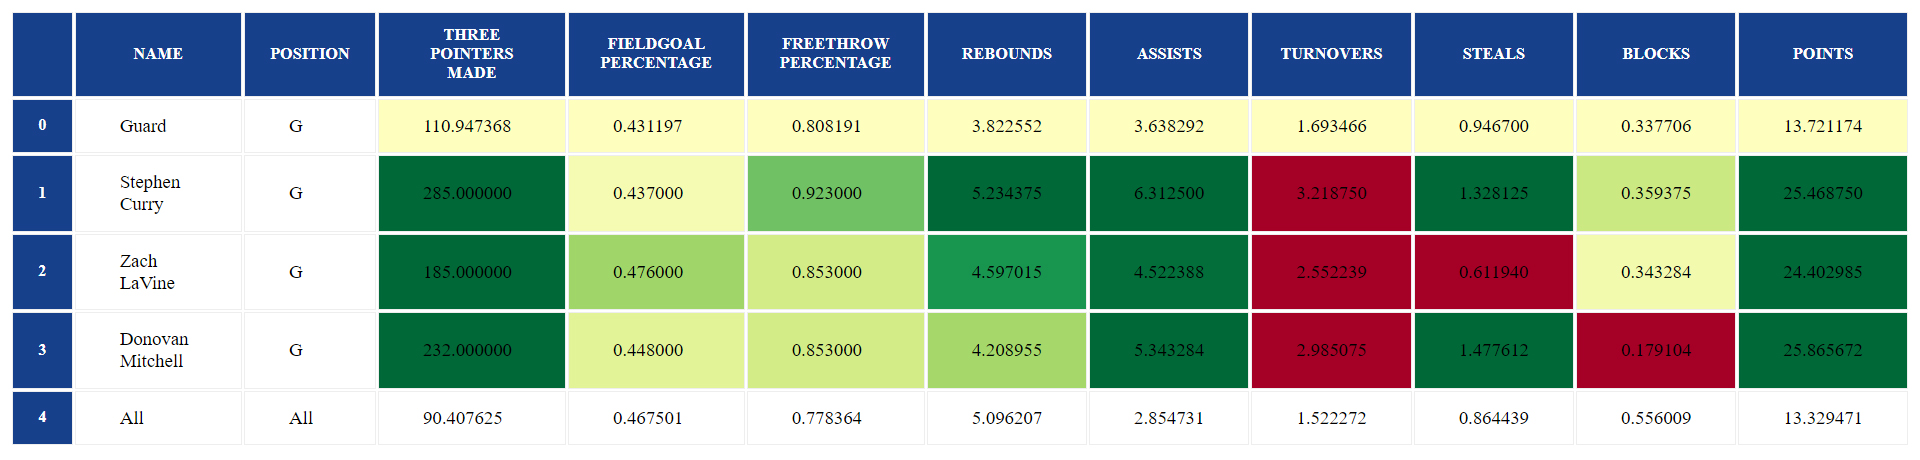 NAME POSITION THREE POINTERS MADE FIELDGOAL PERCENTAGE FREETHROW PERCENTAGE REBOUNDS ASSISTS TURNOVERS STEALS BLOCKS POINTS
0 Guard G 110.947368 0.431197 0.808191 3.822552 3.638292 1.693466 0.946700 0.337706 13.721174
1 Stephen Curry G 285.000000 0.437000 0.923000 5.234375 6.312500 3.218750 1.328125 0.359375 25.468750
2 Zach LaVine G 185.000000 0.476000 0.853000 4.597015 4.522388 2.552239 0.611940 0.343284 24.402985
3 Donovan Mitchell G 232.000000 0.448000 0.853000 4.208955 5.343284 2.985075 1.477612 0.179104 25.865672
4 All All 90.407625 0.467501 0.778364 5.096207 2.854731 1.522272 0.864439 0.556009 13.329471